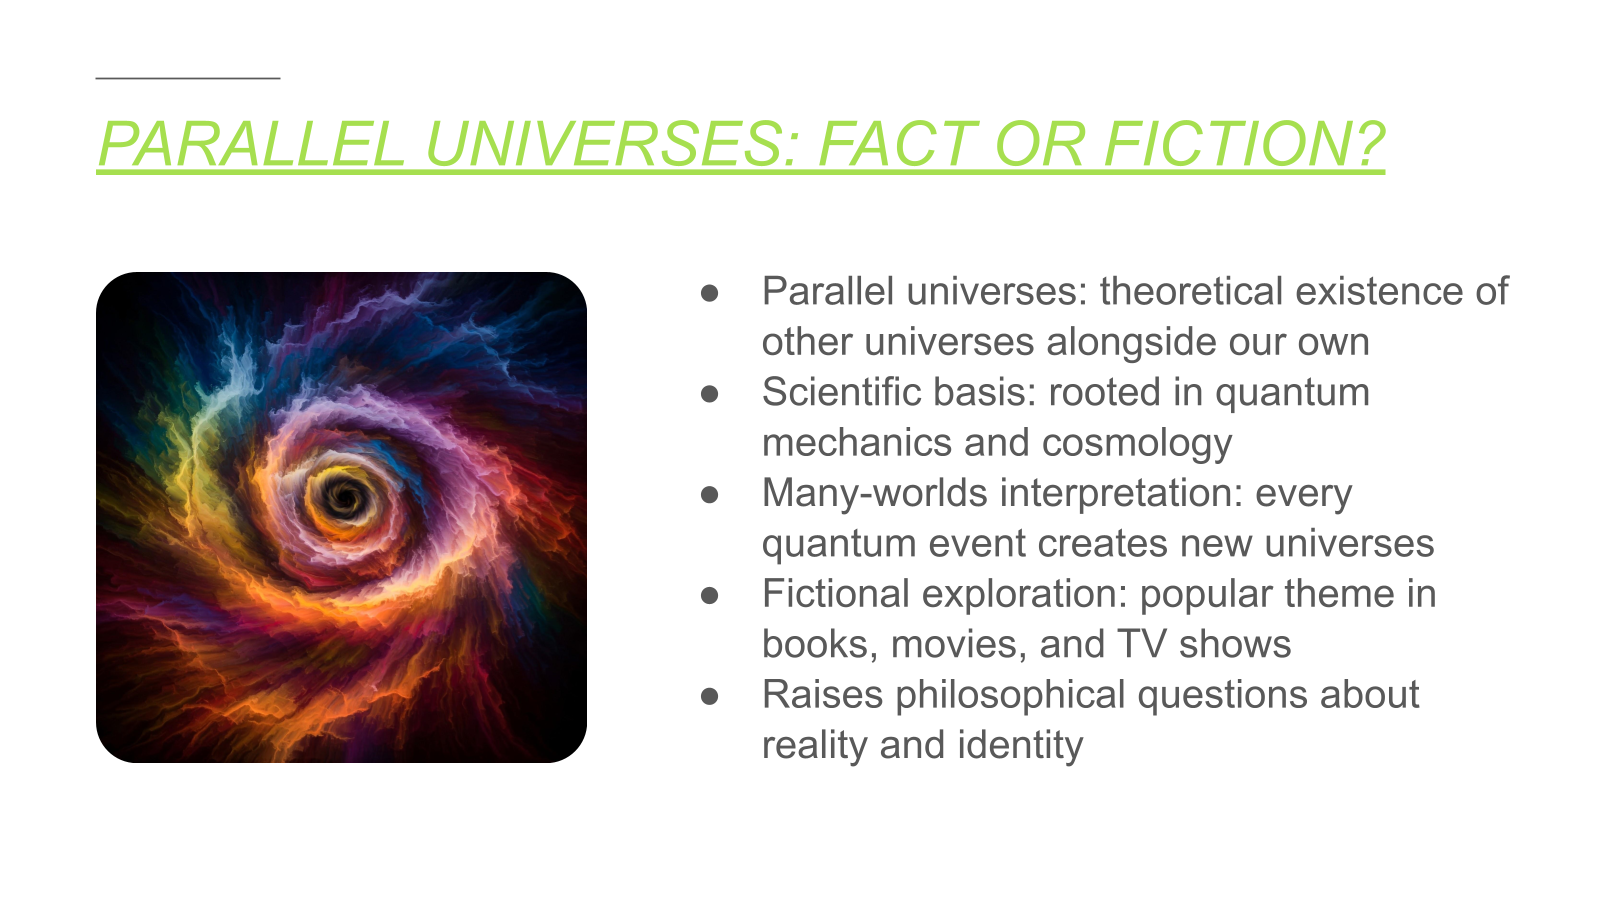 PARALLEL UNIVERSES: FACT OR FICTION?
● Parallel universes: theoretical existence of
other universes alongside our own
● Scientific basis: rooted in quantum
mechanics and cosmology
● Many-worlds interpretation: every
quantum event creates new universes
● Fictional exploration: popular theme in
books, movies, and TV shows
● Raises philosophical questions about
reality and identity